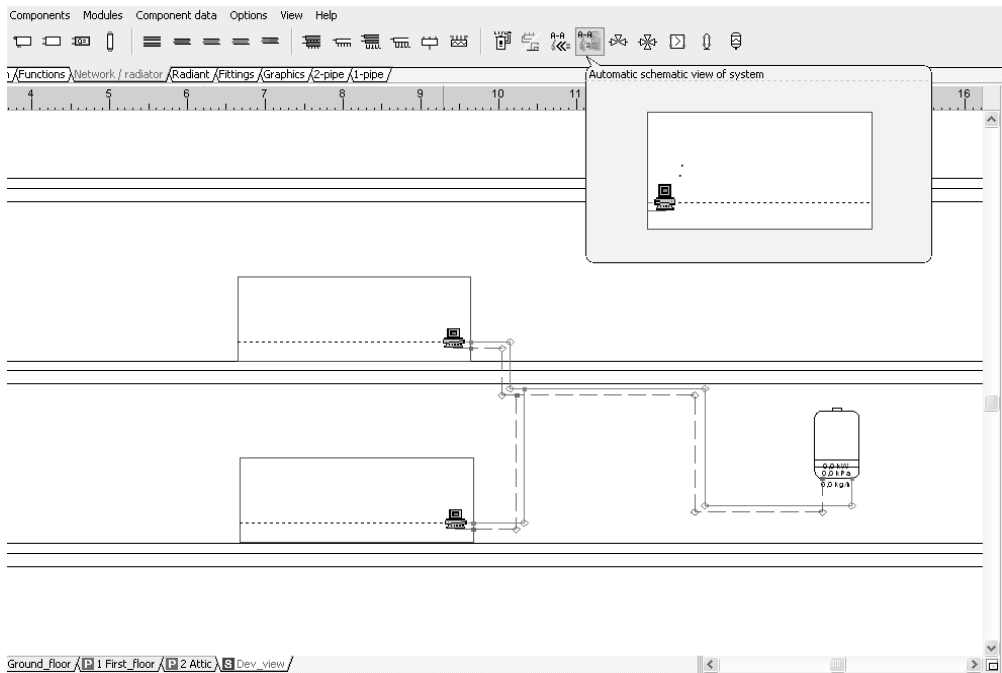 Components Modules Component data Options View Help
A-A A-A
Functions Network / radiator Radiant Fittings Graphics 2-pipe 1-pipe
Automatic schematic view of system
4 5 6 7 8 9 10 11 16
0,0 kW
0,0 kPa
0,0 kg/h
Ground_floor P 1 First_floor P 2 Attic S Dev_view